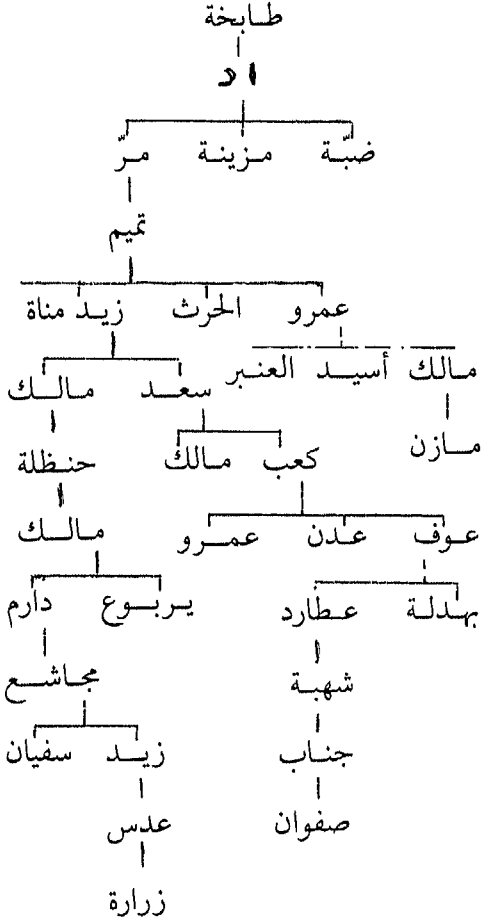 طابخة
اد
ضبّة مزينة مرّ
تميم
عمرو الحرث زيد مناة
مالك أسيد العنبر سعد مالك
مازن كعب مالك حنظلة
عوف عدن عمرو مالك
بهدلة عطارد يربوع دارم
شهبة مجاشع
جناب زيد سفيان
صفوان عدس
زرارة